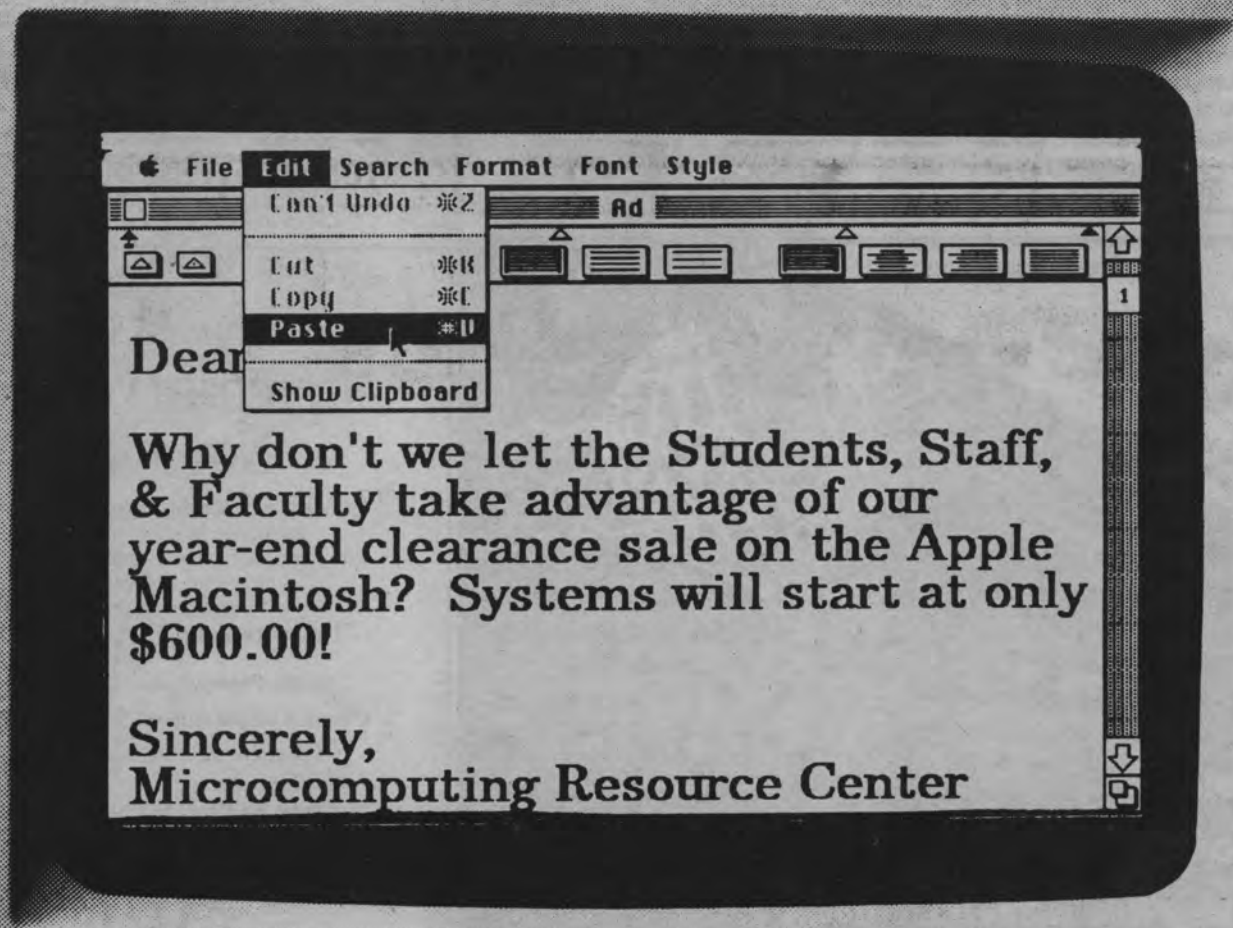 File Edit Search Format Font Style
Can't Undo ⌘Z
Ad
Cut ⌘X
Copy ⌘C
Paste ⌘V
Show Clipboard
1
Dear
Why don't we let the Students, Staff,
& Faculty take advantage of our
year-end clearance sale on the Apple
Macintosh?  Systems will start at only
$600.00!
Sincerely,
Microcomputing Resource Center